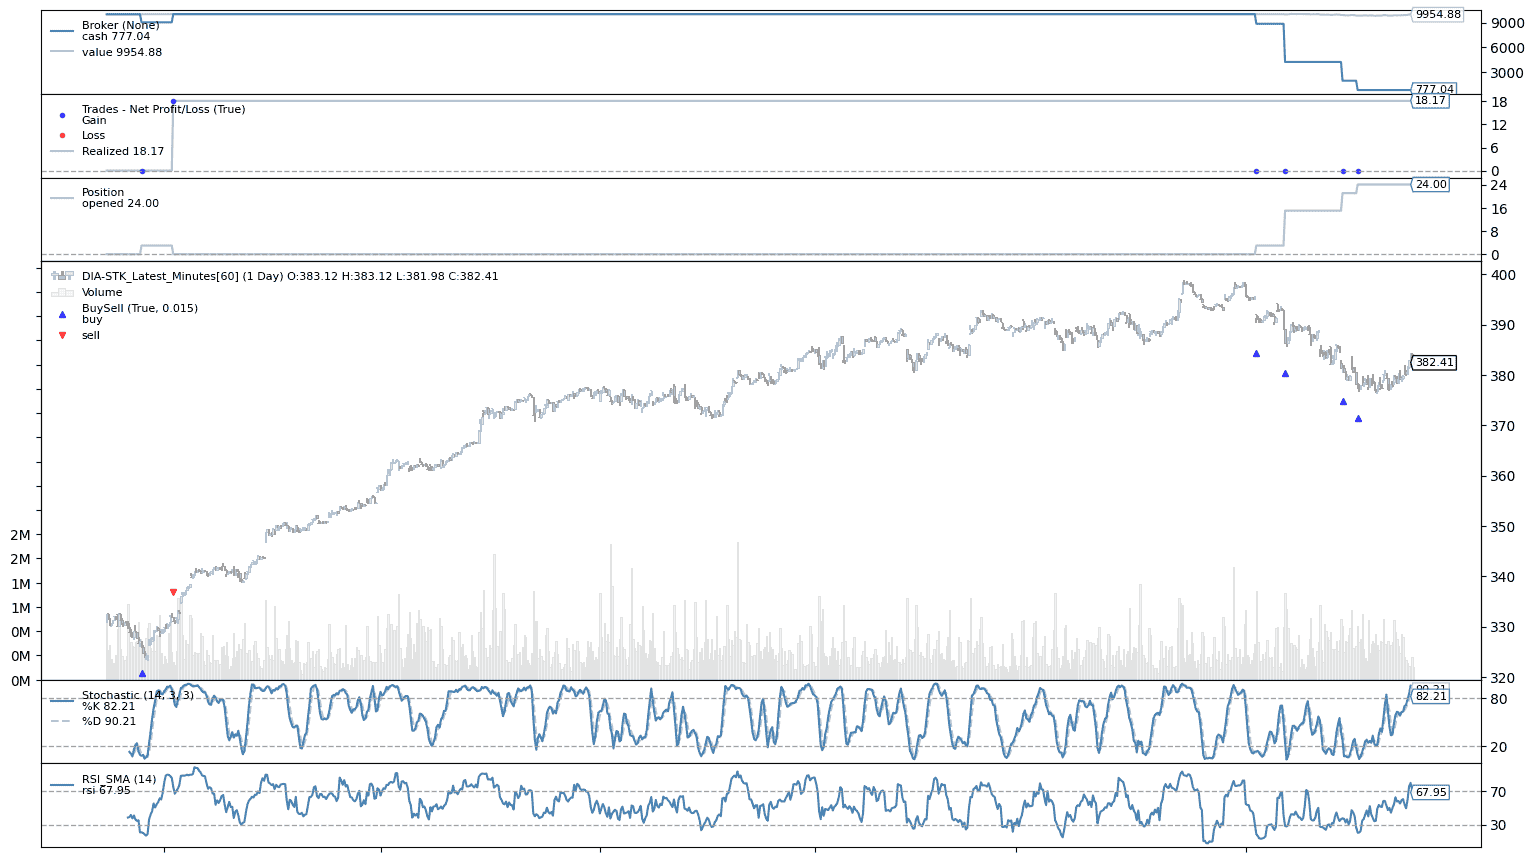 Broker (None)
cash 777.04
value 9954.88
9954.88
9000
6000
3000
777.04
Trades - Net Profit/Loss (True)
Gain
Loss
Realized 18.17
18.17
18
12
6
0
Position
opened 24.00
24.00
24
16
8
0
DIA-STK_Latest_Minutes[60] (1 Day) O:383.12 H:383.12 L:381.98 C:382.41
Volume
BuySell (True, 0.015)
buy
sell
400
390
382.41
380
370
360
350
340
330
320
2M
2M
1M
1M
0M
0M
0M
Stochastic (14, 3, 3)
%K 82.21
%D 90.21
90.21
82.21
80
20
RSI_SMA (14)
rsi 67.95
67.95
70
30